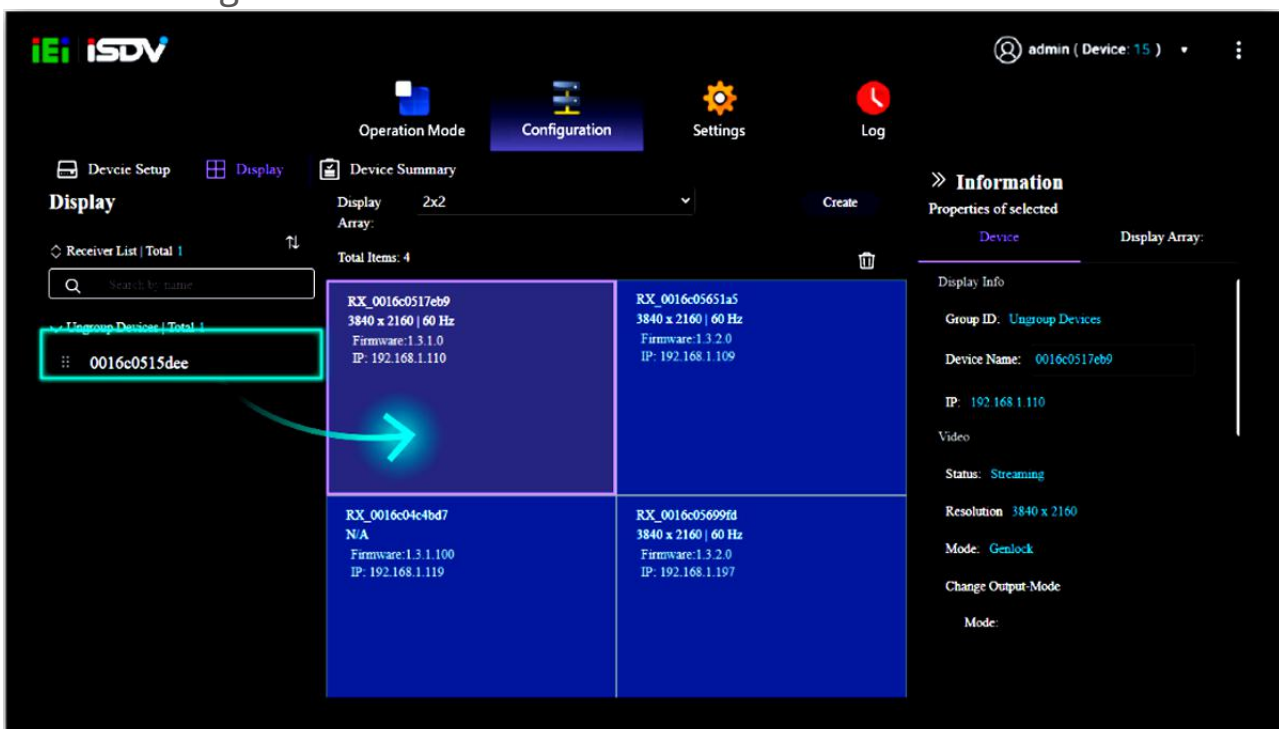 iEi iSDV
admin ( Device: 15 )
Operation Mode
Configuration
Settings
Log
Devcie Setup
Display
Device Summary
Display
Receiver List | Total 1
Search by name
Ungroup Devices | Total 1
0016c0515dee
Display Array:
2x2
Create
Total Items: 4
RX_0016c0517eb9
3840 x 2160 | 60 Hz
Firmware:1.3.1.0
IP: 192.168.1.110
RX_0016c05651a5
3840 x 2160 | 60 Hz
Firmware:1.3.2.0
IP: 192.168.1.109
RX_0016c04c4bd7
N/A
Firmware:1.3.1.100
IP: 192.168.1.119
RX_0016c05699fd
3840 x 2160 | 60 Hz
Firmware:1.3.2.0
IP: 192.168.1.197
Information
Properties of selected
Device
Display Array:
Display Info
Group ID: Ungroup Devices
Device Name: 0016c0517eb9
IP: 192.168.1.110
Video
Status: Streaming
Resolution 3840 x 2160
Mode: Genlock
Change Output-Mode
Mode: